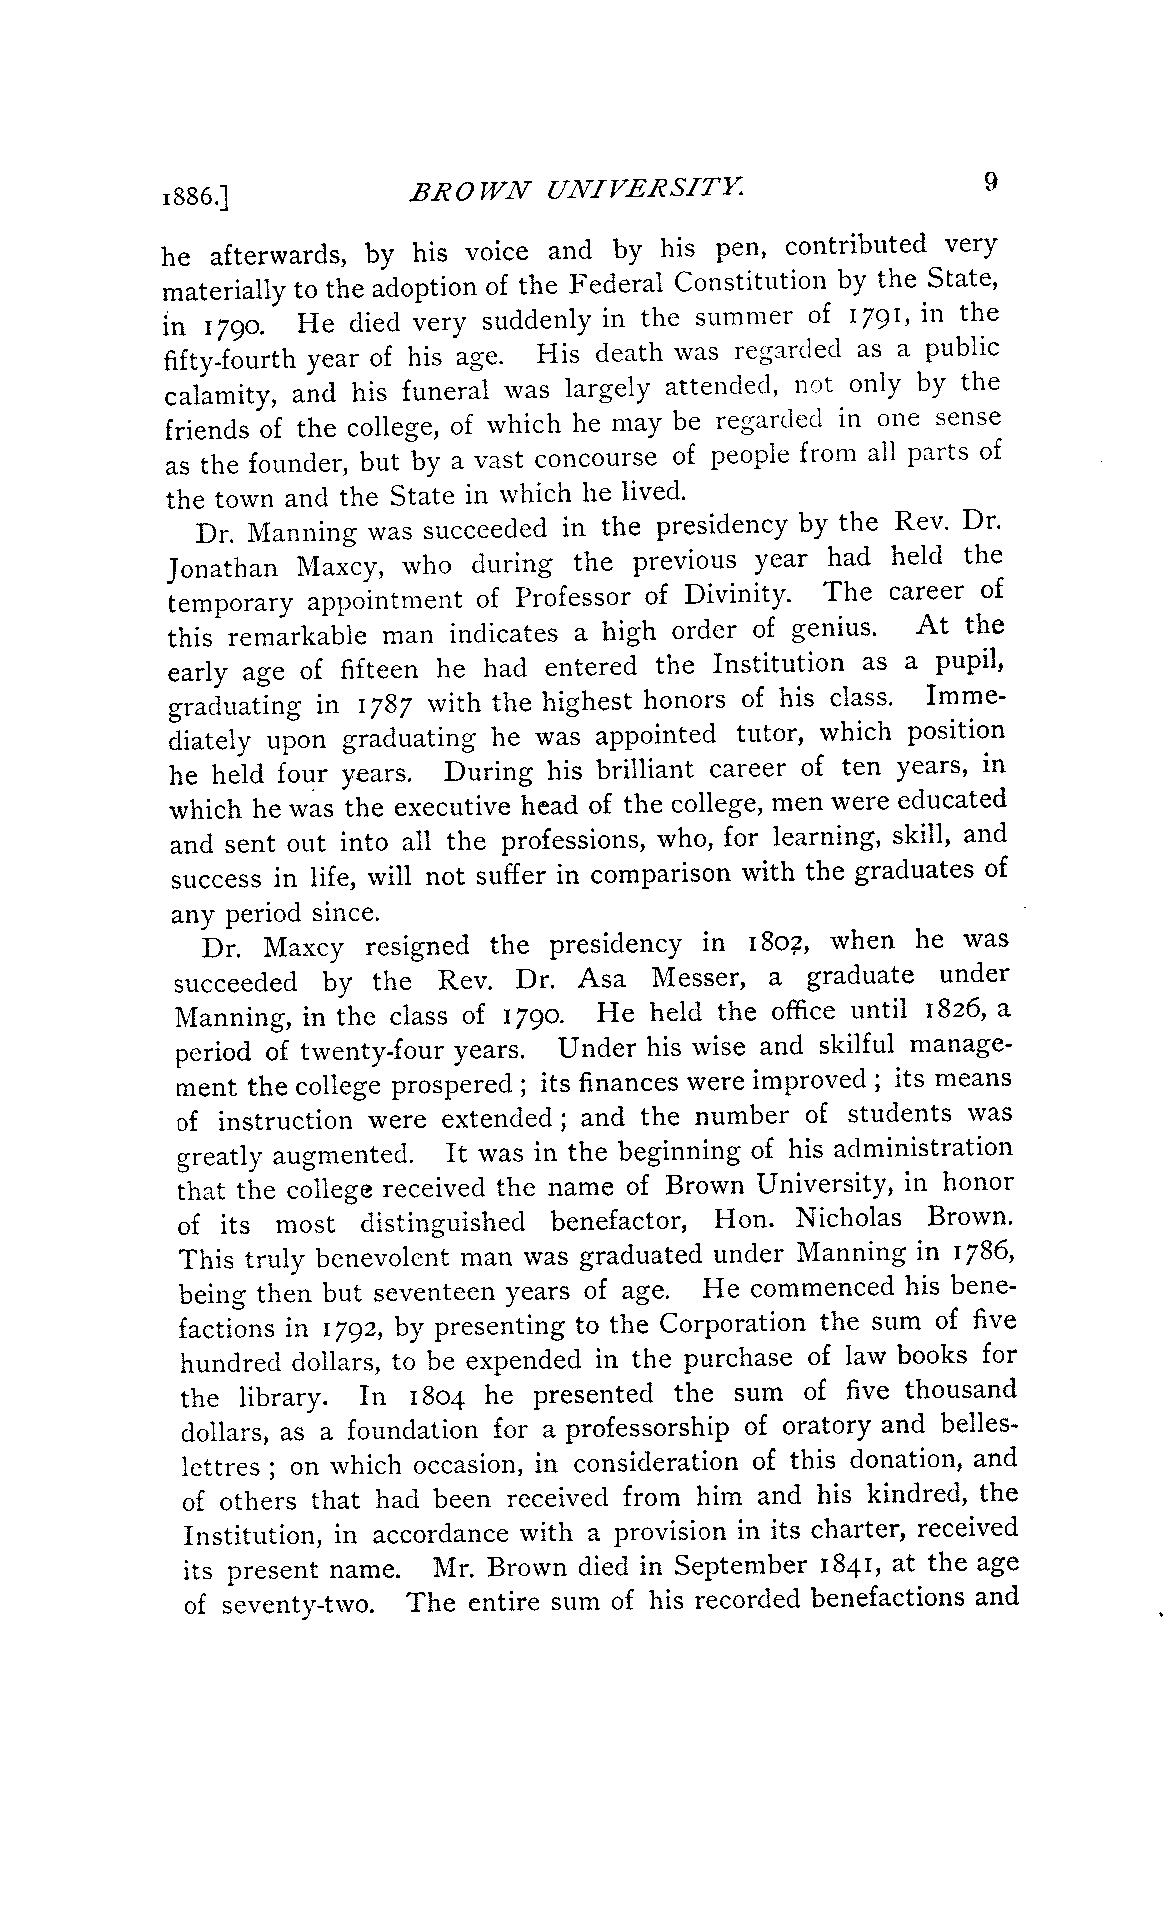 1886.] BROWN UNIVERSITY. 9
he afterwards, by his voice and by his pen, contributed very
materially to the adoption of the Federal Constitution by the State,
in 1790. He died very suddenly in the summer of 1791, in the
fifty-fourth year of his age. His death was regarded as a public
calamity, and his funeral was largely attended, not only by the
friends of the college, of which he may be regarded in one sense
as the founder, but by a vast concourse of people from all parts of
the town and the State in which he lived.
Dr. Manning was succeeded in the presidency by the Rev. Dr.
Jonathan Maxcy, who during the previous year had held the
temporary appointment of Professor of Divinity. The career of
this remarkable man indicates a high order of genius. At the
early age of fifteen he had entered the Institution as a pupil,
graduating in 1787 with the highest honors of his class. Imme-
diately upon graduating he was appointed tutor, which position
he held four years. During his brilliant career of ten years, in
which he was the executive head of the college, men were educated
and sent out into all the professions, who, for learning, skill, and
success in life, will not suffer in comparison with the graduates of
any period since.
Dr. Maxcy resigned the presidency in 1802, when he was
succeeded by the Rev. Dr. Asa Messer, a graduate under
Manning, in the class of 1790. He held the office until 1826, a
period of twenty-four years. Under his wise and skilful manage-
ment the college prospered; its finances were improved; its means
of instruction were extended; and the number of students was
greatly augmented. It was in the beginning of his administration
that the college received the name of Brown University, in honor
of its most distinguished benefactor, Hon. Nicholas Brown.
This truly benevolent man was graduated under Manning in 1786,
being then but seventeen years of age. He commenced his bene-
factions in 1792, by presenting to the Corporation the sum of five
hundred dollars, to be expended in the purchase of law books for
the library. In 1804 he presented the sum of five thousand
dollars, as a foundation for a professorship of oratory and belles-
lettres; on which occasion, in consideration of this donation, and
of others that had been received from him and his kindred, the
Institution, in accordance with a provision in its charter, received
its present name. Mr. Brown died in September 1841, at the age
of seventy-two. The entire sum of his recorded benefactions and